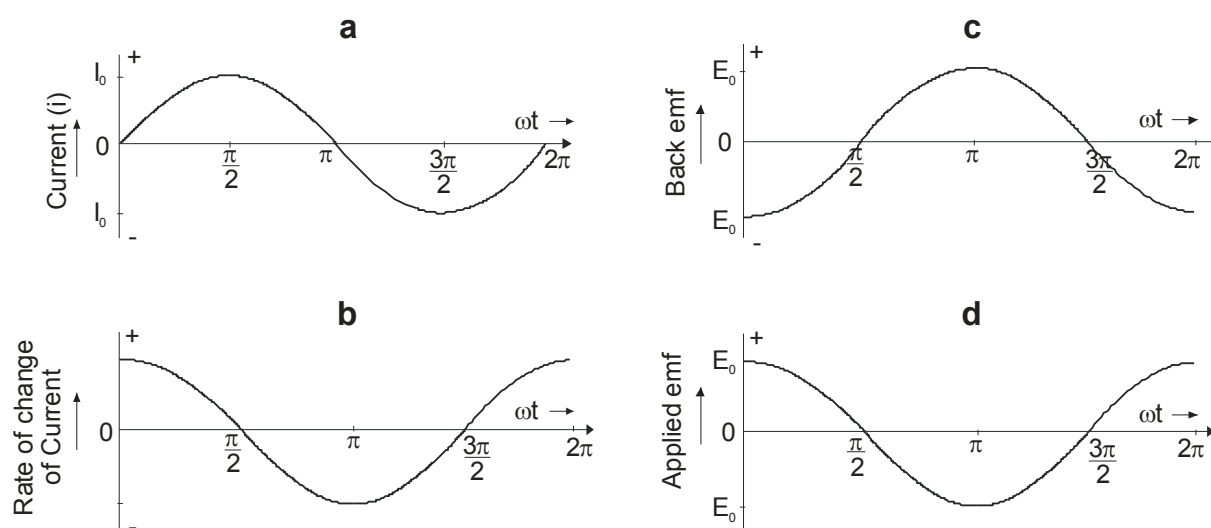 a
+
I₀
0
I₀
-
Current (i)
ωt
π/2
π
3π/2
2π
c
+
E₀
0
E₀
-
Back emf
ωt
π/2
π
3π/2
2π
b
+
0
-
Rate of change
of Current
ωt
π/2
π
3π/2
2π
d
+
E₀
0
E₀
Applied emf
ωt
π/2
π
3π/2
2π